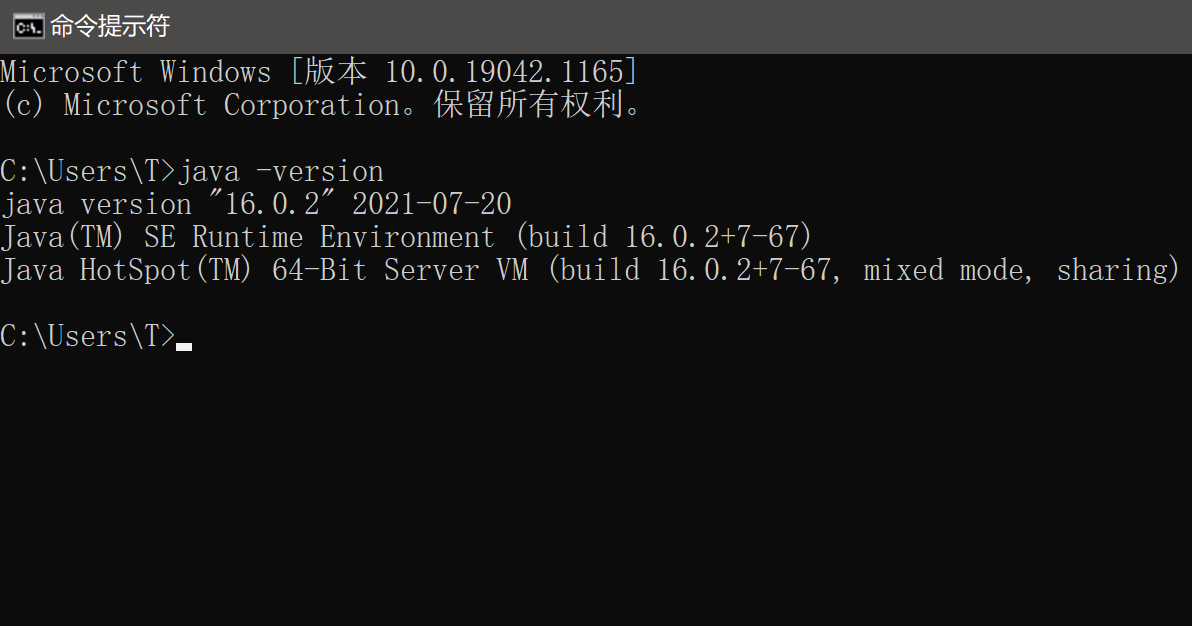 命令提示符
Microsoft Windows [版本 10.0.19042.1165]
(c) Microsoft Corporation。保留所有权利。
C:\Users\T>java -version
java version "16.0.2" 2021-07-20
Java(TM) SE Runtime Environment (build 16.0.2+7-67)
Java HotSpot(TM) 64-Bit Server VM (build 16.0.2+7-67, mixed mode, sharing)
C:\Users\T>